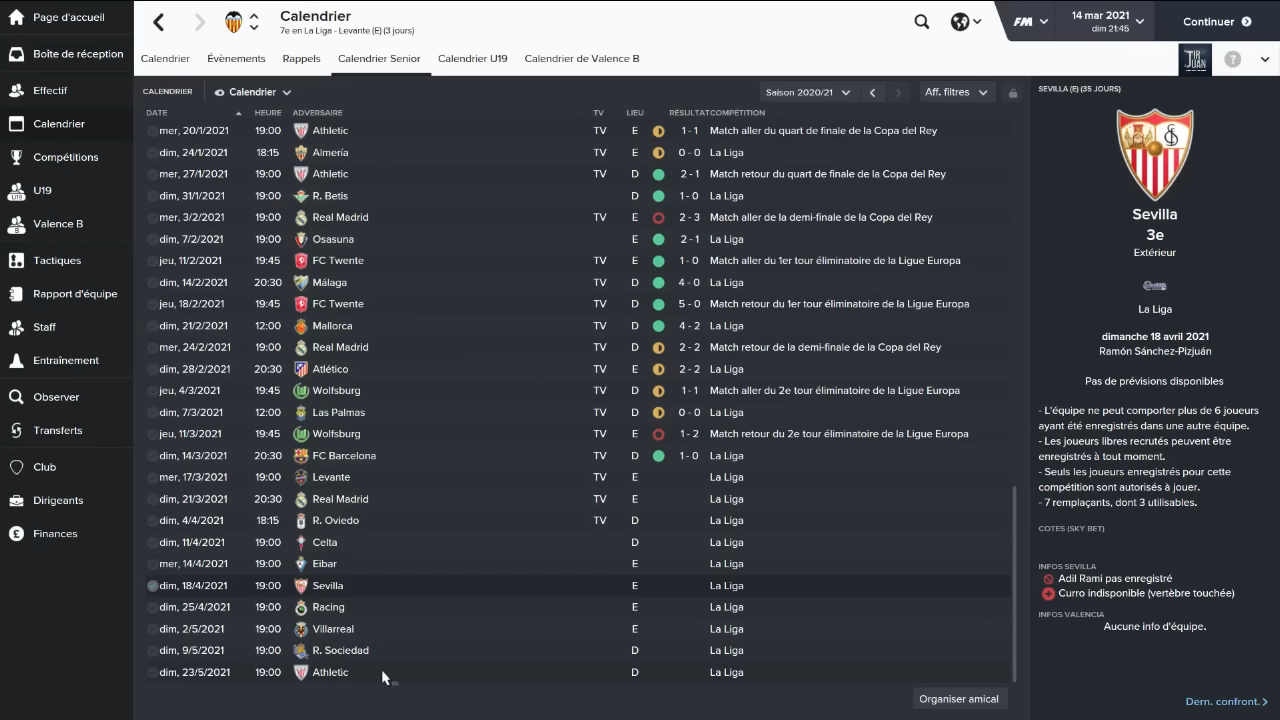 Page d'accueil
Boîte de réception
Effectif
Calendrier
Compétitions
U19
Valence B
Tactiques
Rapport d'équipe
Staff
Entraînement
Observer
Transferts
Club
Dirigeants
Finances
Calendrier
7e en La Liga - Levante (E) (3 jours)
FM
14 mar 2021
dim 21:45
Continuer
Calendrier Évènements Rappels Calendrier Senior Calendrier U19 Calendrier de Valence B
TIR JUAN
?
CALENDRIER Calendrier Saison 2020/21 Aff. filtres
DATE HEURE ADVERSAIRE TV LIEU RÉSULTAT COMPÉTITION
mer, 20/1/2021 19:00 Athletic TV E 1 - 1 Match aller du quart de finale de la Copa del Rey
dim, 24/1/2021 18:15 Almería TV E 0 - 0 La Liga
mer, 27/1/2021 19:00 Athletic TV D 2 - 1 Match retour du quart de finale de la Copa del Rey
dim, 31/1/2021 19:00 R. Betis D 1 - 0 La Liga
mer, 3/2/2021 19:00 Real Madrid TV E 2 - 3 Match aller de la demi-finale de la Copa del Rey
dim, 7/2/2021 19:00 Osasuna E 2 - 1 La Liga
jeu, 11/2/2021 19:45 FC Twente TV E 1 - 0 Match aller du 1er tour éliminatoire de la Ligue Europa
dim, 14/2/2021 20:30 Málaga TV D 4 - 0 La Liga
jeu, 18/2/2021 19:45 FC Twente TV D 5 - 0 Match retour du 1er tour éliminatoire de la Ligue Europa
dim, 21/2/2021 12:00 Mallorca TV D 4 - 2 La Liga
mer, 24/2/2021 19:00 Real Madrid TV D 2 - 2 Match retour de la demi-finale de la Copa del Rey
dim, 28/2/2021 20:30 Atlético TV E 2 - 2 La Liga
jeu, 4/3/2021 19:45 Wolfsburg TV D 1 - 1 Match aller du 2e tour éliminatoire de la Ligue Europa
dim, 7/3/2021 12:00 Las Palmas TV D 0 - 0 La Liga
jeu, 11/3/2021 19:45 Wolfsburg TV E 1 - 2 Match retour du 2e tour éliminatoire de la Ligue Europa
dim, 14/3/2021 20:30 FC Barcelona TV D 1 - 0 La Liga
mer, 17/3/2021 19:00 Levante TV E La Liga
dim, 21/3/2021 20:30 Real Madrid TV E La Liga
dim, 4/4/2021 18:15 R. Oviedo TV D La Liga
dim, 11/4/2021 19:00 Celta D La Liga
mer, 14/4/2021 19:00 Eibar E La Liga
dim, 18/4/2021 19:00 Sevilla E La Liga
dim, 25/4/2021 19:00 Racing E La Liga
dim, 2/5/2021 19:00 Villarreal E La Liga
dim, 9/5/2021 19:00 R. Sociedad D La Liga
dim, 23/5/2021 19:00 Athletic D La Liga
Organiser amical
SEVILLA (E) (35 JOURS)
Sevilla
3e
Extérieur
La Liga
dimanche 18 avril 2021
Ramón Sánchez-Pizjuán
Pas de prévisions disponibles
- L'équipe ne peut comporter plus de 6 joueurs
ayant été enregistrés dans une autre équipe.
- Les joueurs libres recrutés peuvent être
enregistrés à tout moment.
- Seuls les joueurs enregistrés pour cette
compétition sont autorisés à jouer.
- 7 remplaçants, dont 3 utilisables.
COTES (SKY BET)
INFOS SEVILLA
Adil Rami pas enregistré
Curro indisponible (vertèbre touchée)
INFOS VALENCIA
Aucune info d'équipe.
Dern. confront.